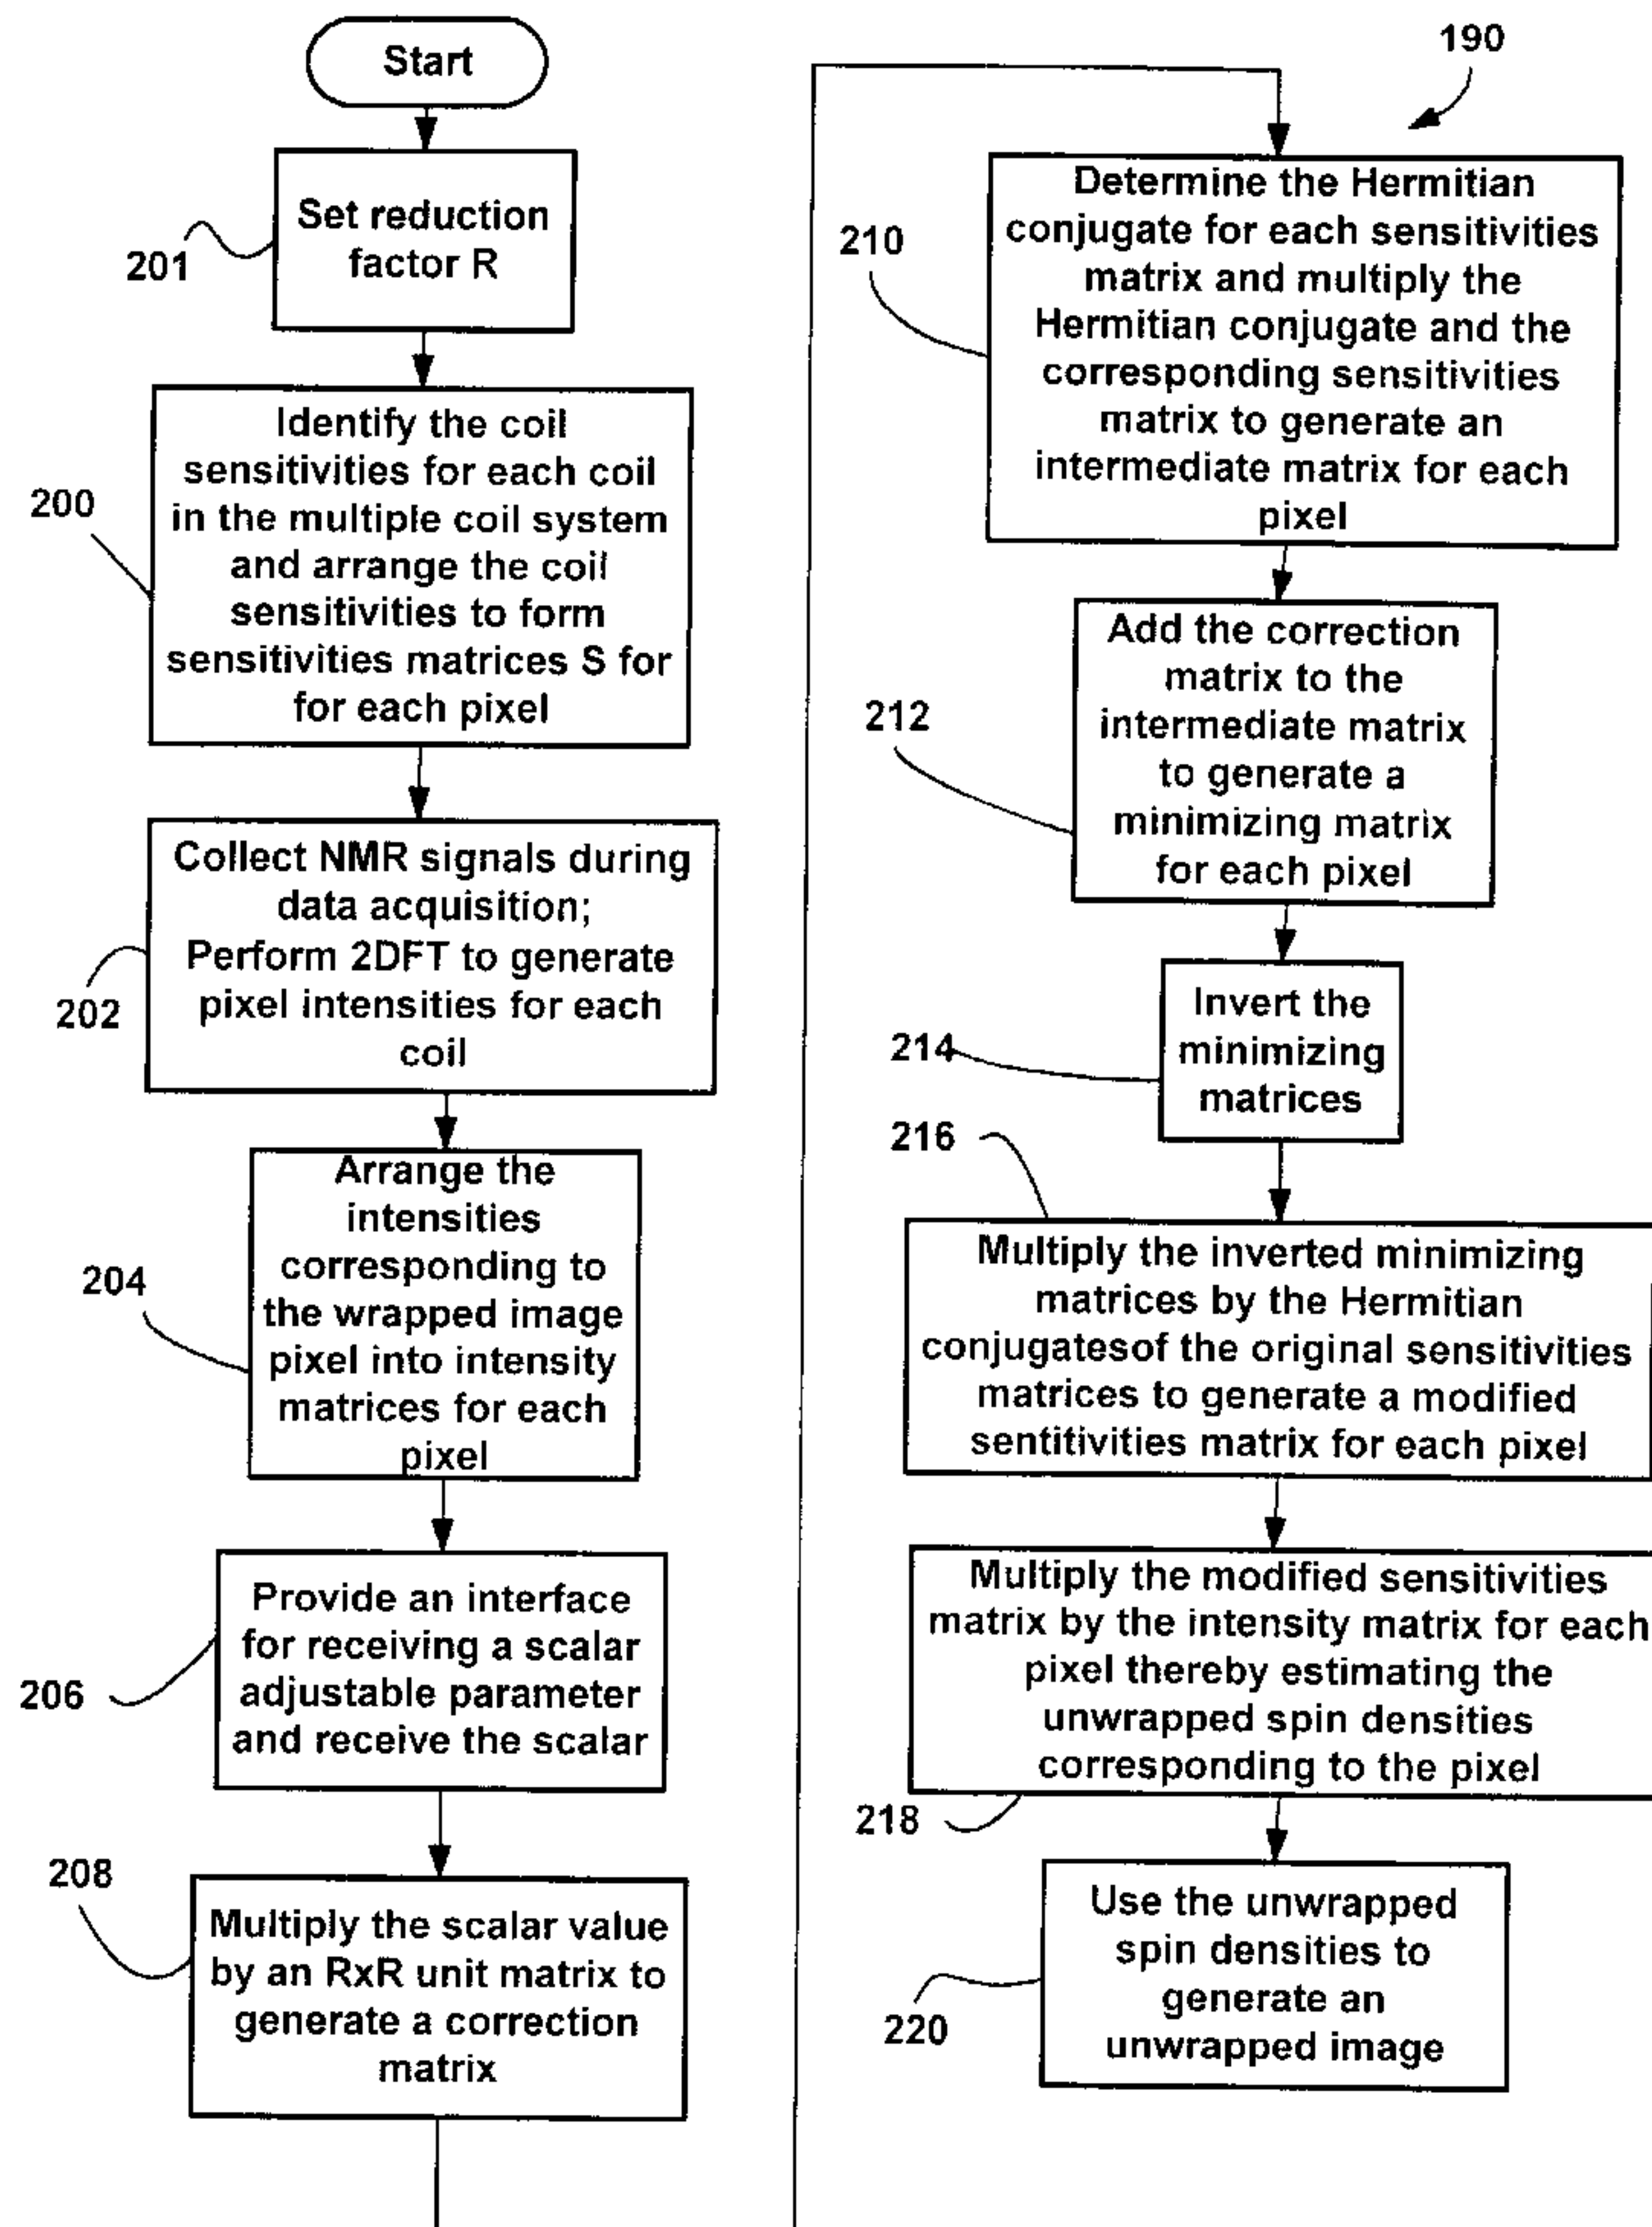 Start
201
Set reduction
factor R
200
Identify the coil
sensitivities for each coil
in the multiple coil system
and arrange the coil
sensitivities to form
sensitivities matrices S for
for each pixel
202
Collect NMR signals during
data acquisition;
Perform 2DFT to generate
pixel intensities for each
coil
204
Arrange the
intensities
corresponding to
the wrapped image
pixel into intensity
matrices for each
pixel
206
Provide an interface
for receiving a scalar
adjustable parameter
and receive the scalar
208
Multiply the scalar value
by an RxR unit matrix to
generate a correction
matrix
190
210
Determine the Hermitian
conjugate for each sensitivities
matrix and multiply the
Hermitian conjugate and the
corresponding sensitivities
matrix to generate an
intermediate matrix for each
pixel
212
Add the correction
matrix to the
intermediate matrix
to generate a
minimizing matrix
for each pixel
214
Invert the
minimizing
matrices
216
Multiply the inverted minimizing
matrices by the Hermitian
conjugatesof the original sensitivities
matrices to generate a modified
sentitivities matrix for each pixel
218
Multiply the modified sensitivities
matrix by the intensity matrix for each
pixel thereby estimating the
unwrapped spin densities
corresponding to the pixel
220
Use the unwrapped
spin densities to
generate an
unwrapped image